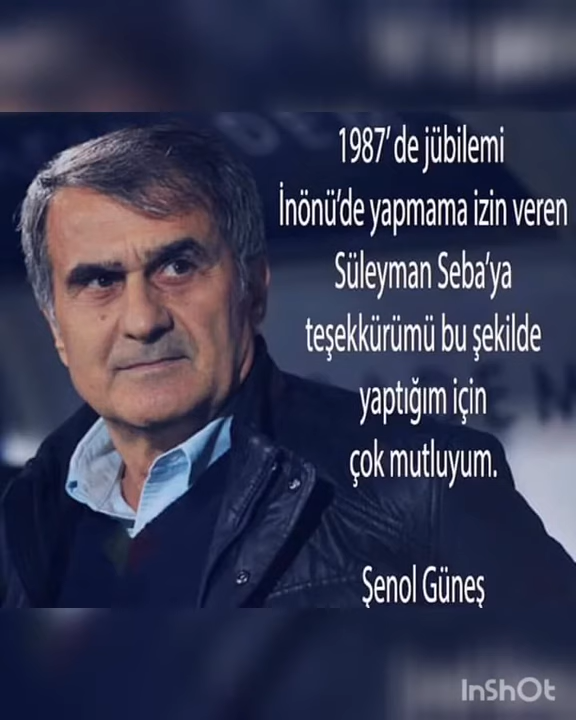 1987' de jübilemi
İnönü'de yapmama izin veren
Süleyman Seba'ya
teşekkürümü bu şekilde
yaptığım için
çok mutluyum.
Şenol Güneş
InShOt